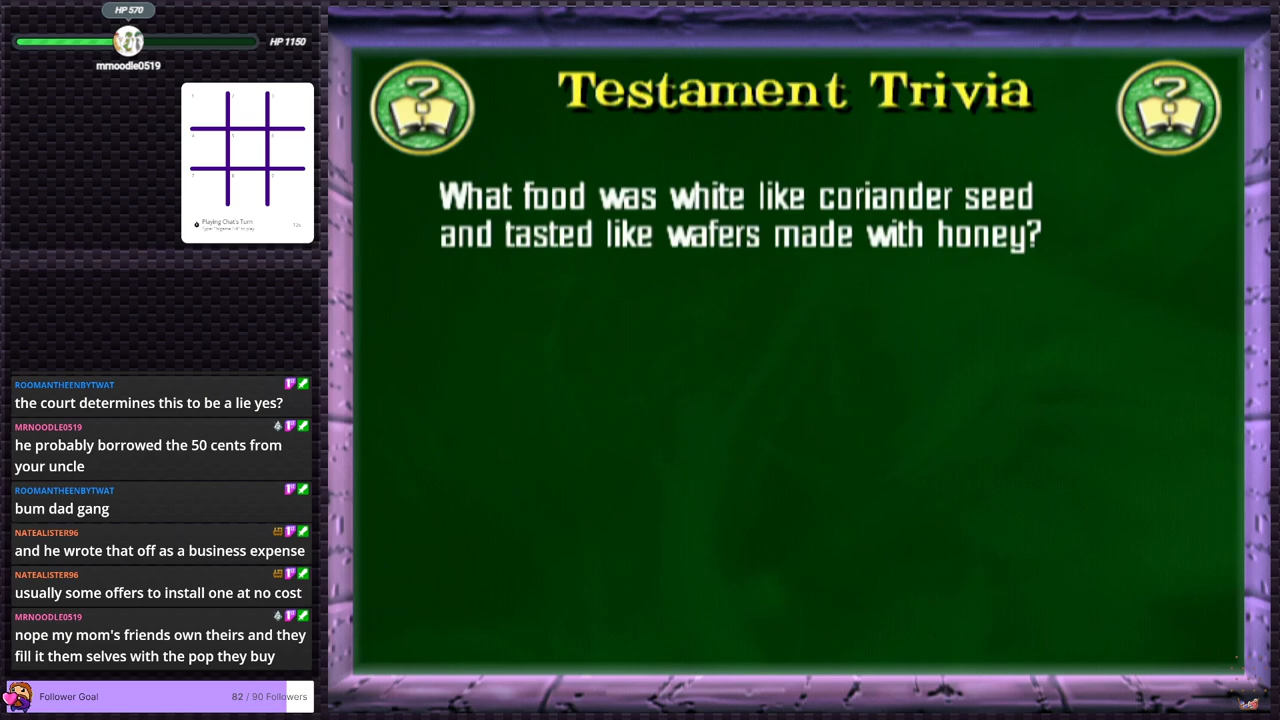 HP 570
HP 1150
mmoodle0519
Playing Chat's Turn
ROOMANTHEENBYTWAT
the court determines this to be a lie yes?
MRNOODLE0519
he probably borrowed the 50 cents from
your uncle
ROOMANTHEENBYTWAT
bum dad gang
NATEALISTER96
and he wrote that off as a business expense
NATEALISTER96
usually some offers to install one at no cost
MRNOODLE0519
nope my mom's friends own theirs and they
fill it them selves with the pop they buy
Follower Goal
82 / 90 Followers
Testament Trivia
What food was white like coriander seed
and tasted like wafers made with honey?